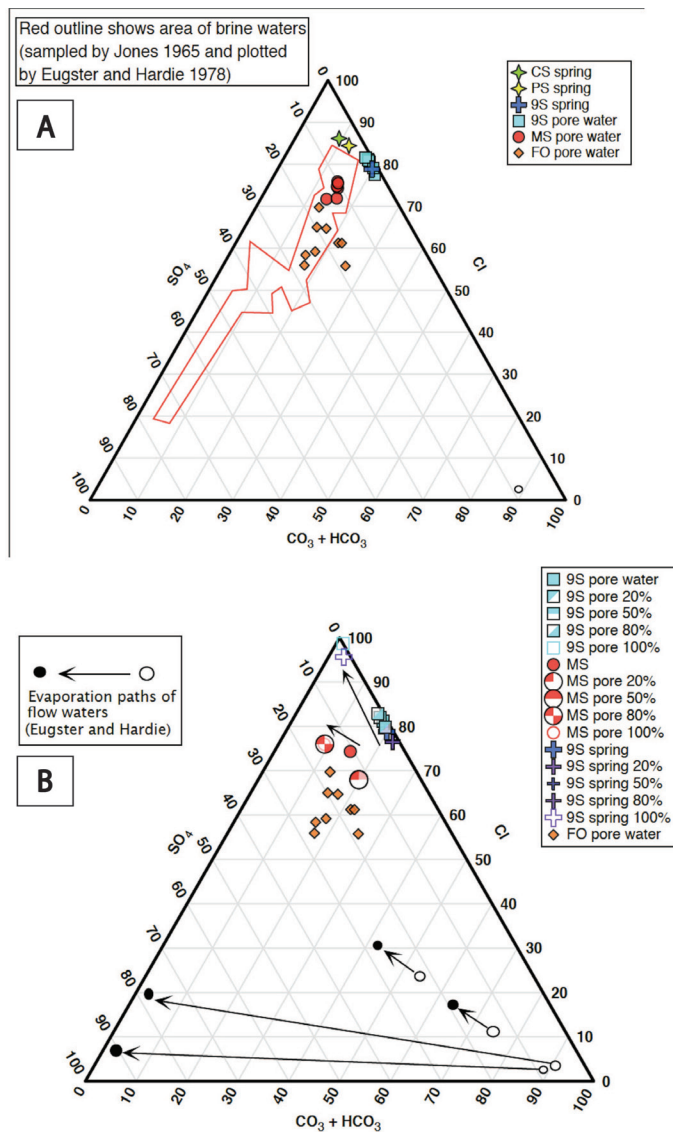 Red outline shows area of brine waters
(sampled by Jones 1965 and plotted
by Eugster and Hardie 1978)
A
CS spring
PS spring
9S spring
9S pore water
MS pore water
FO pore water
0
10
20
30
40
50
60
70
80
90
100
SO4
100
90
80
70
60
50
40
30
20
10
0
Cl
0
10
20
30
40
50
60
70
80
90
100
CO3 + HCO3
B
Evaporation paths of
flow waters
(Eugster and Hardie)
9S pore water
9S pore 20%
9S pore 50%
9S pore 80%
9S pore 100%
MS
MS pore 20%
MS pore 50%
MS pore 80%
MS pore 100%
9S spring
9S spring 20%
9S spring 50%
9S spring 80%
9S spring 100%
FO pore water
0
10
20
30
40
50
60
70
80
90
100
SO4
100
90
80
70
60
50
40
30
20
10
0
Cl
0
10
20
30
40
50
60
70
80
90
100
CO3 + HCO3